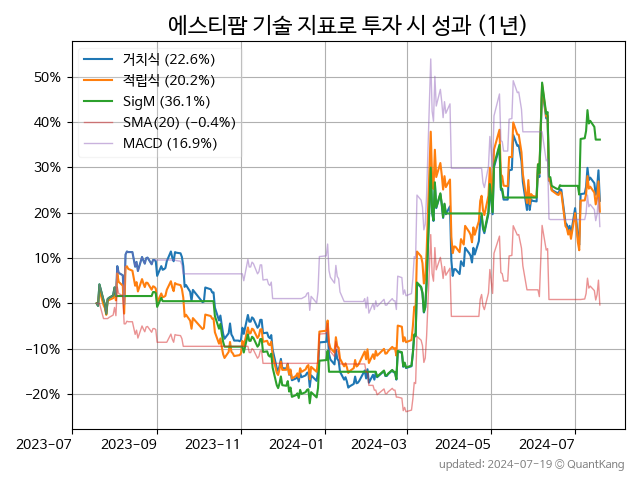 에스티팜 기술 지표로 투자 시 성과 (1년)
거치식 (22.6%)
적립식 (20.2%)
SigM (36.1%)
SMA(20) (−0.4%)
MACD (16.9%)
50%
40%
30%
20%
10%
0%
−10%
−20%
2023-07 2023-09 2023-11 2024-01 2024-03 2024-05 2024-07
updated: 2024-07-19 © QuantKang